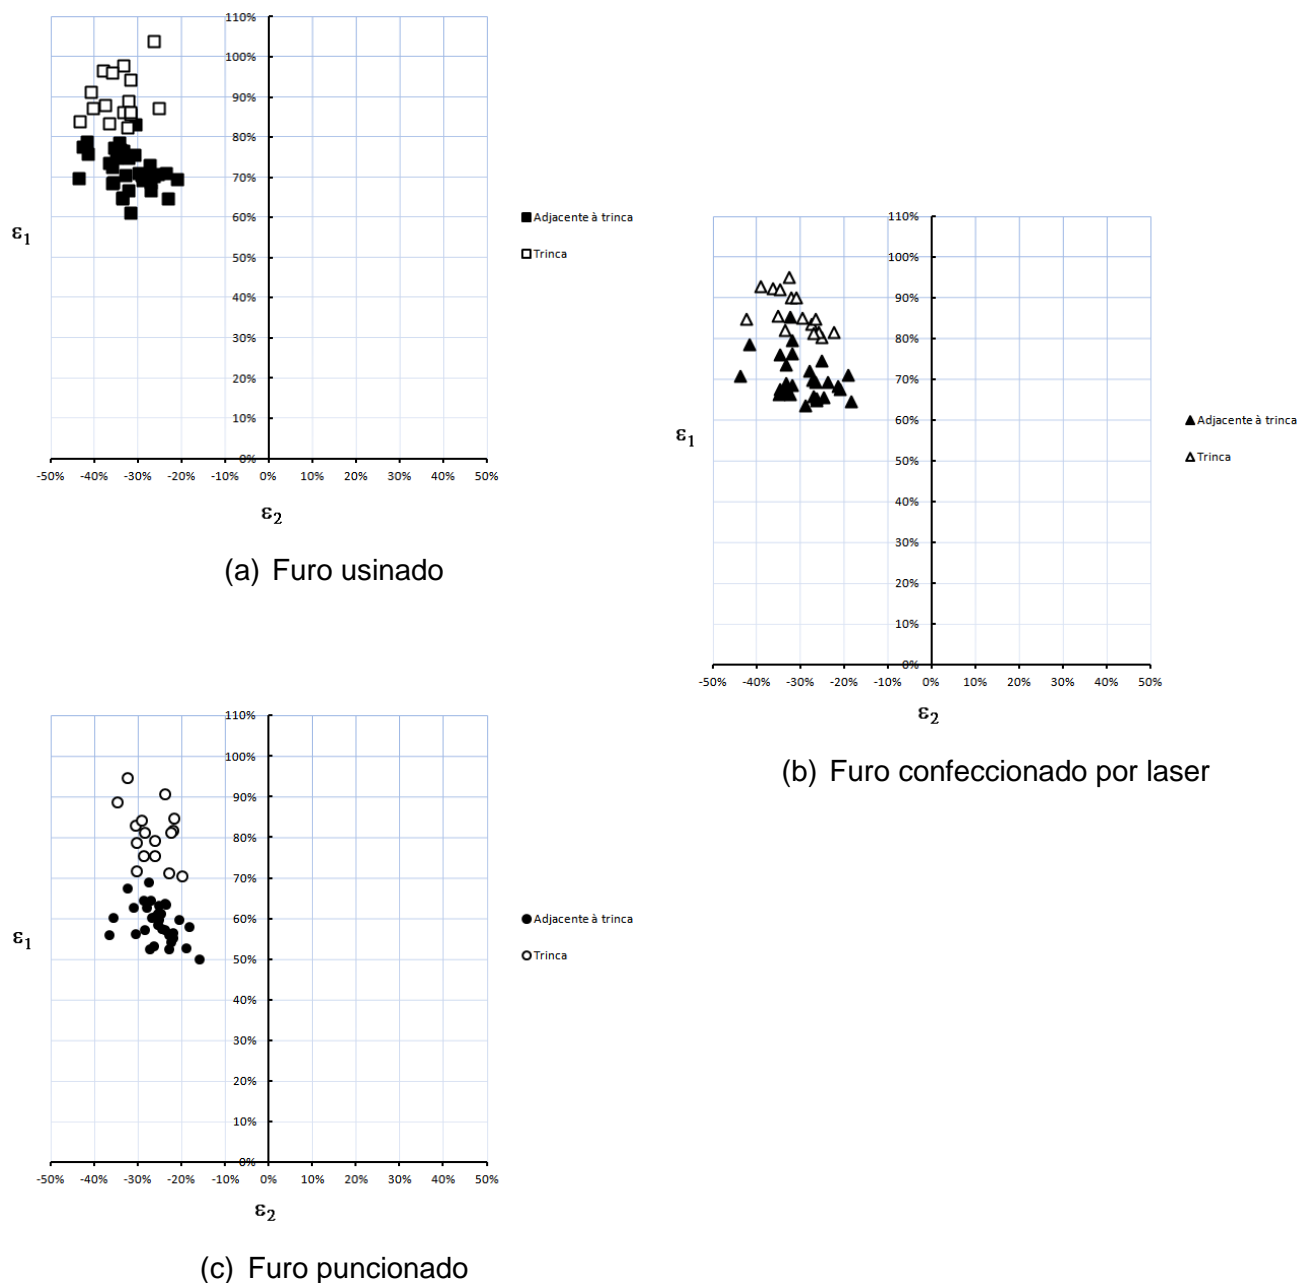 110%
100%
90%
80%
70%
60%
50%
40%
30%
20%
10%
0%
-50% -40% -30% -20% -10% 0% 10% 20% 30% 40% 50%
ε1
ε2
Adjacente à trinca
Trinca
(a) Furo usinado
110%
100%
90%
80%
70%
60%
50%
40%
30%
20%
10%
0%
-50% -40% -30% -20% -10% 0% 10% 20% 30% 40% 50%
ε1
ε2
Adjacente à trinca
Trinca
(b) Furo confeccionado por laser
110%
100%
90%
80%
70%
60%
50%
40%
30%
20%
10%
0%
-50% -40% -30% -20% -10% 0% 10% 20% 30% 40% 50%
ε1
ε2
Adjacente à trinca
Trinca
(c) Furo puncionado